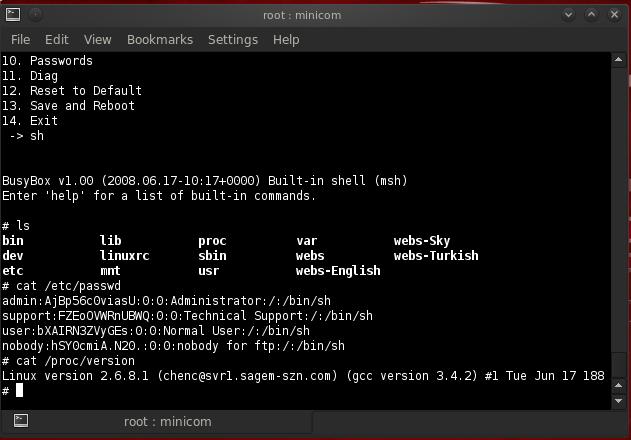 root : minicom
File Edit View Bookmarks Settings Help
10. Passwords
11. Diag
12. Reset to Default
13. Save and Reboot
14. Exit
 -> sh
BusyBox v1.00 (2008.06.17-10:17+0000) Built-in shell (msh)
Enter 'help' for a list of built-in commands.
# ls
bin lib proc var webs-Sky
dev linuxrc sbin webs webs-Turkish
etc mnt usr webs-English
# cat /etc/passwd
admin:AjBp56c0viasU:0:0:Administrator:/:/bin/sh
support:FZEoOVWRnUBWQ:0:0:Technical Support:/:/bin/sh
user:bXAIRN3ZVyGEs:0:0:Normal User:/:/bin/sh
nobody:hSY0cmiA.N20.:0:0:nobody for ftp:/:/bin/sh
# cat /proc/version
Linux version 2.6.8.1 (chenc@svr1.sagem-szn.com) (gcc version 3.4.2) #1 Tue Jun 17 188
#
root : minicom